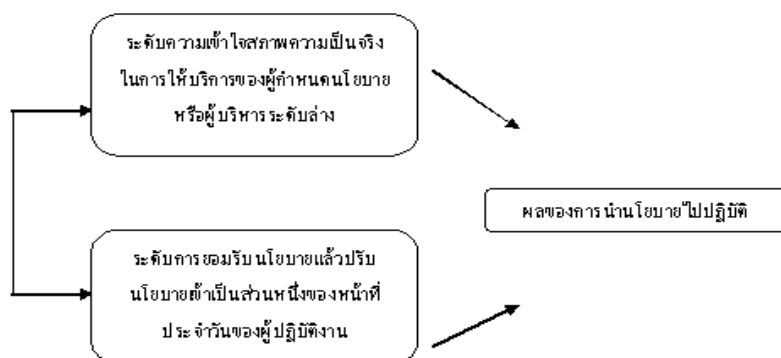 ระดับความเข้าใจสภาพความเป็นจริง
ในการให้บริการของผู้กำหนดนโยบาย
หรือผู้บริหารระดับล่าง
ผลของการนำนโยบายไปปฏิบัติ
ระดับการยอมรับนโยบายแล้วปรับ
นโยบายเข้าเป็นส่วนหนึ่งของหน้าที่
ประจำวันของผู้ปฏิบัติงาน